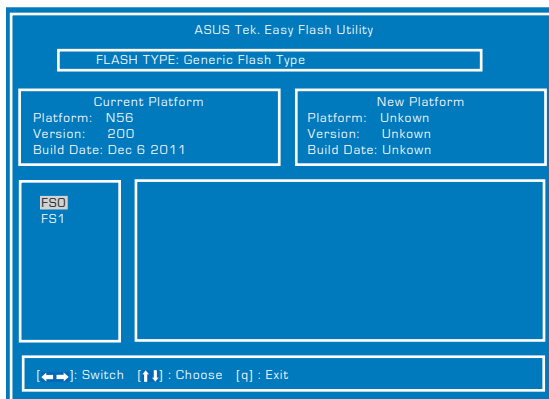 ASUS Tek. Easy Flash Utility
FLASH TYPE: Generic Flash Type
Current Platform
Platform: N56
Version: 200
Build Date: Dec 6 2011
New Platform
Platform: Unkown
Version: Unkown
Build Date: Unkown
FS0
FS1
[←→]: Switch [↑↓] : Choose [q] : Exit